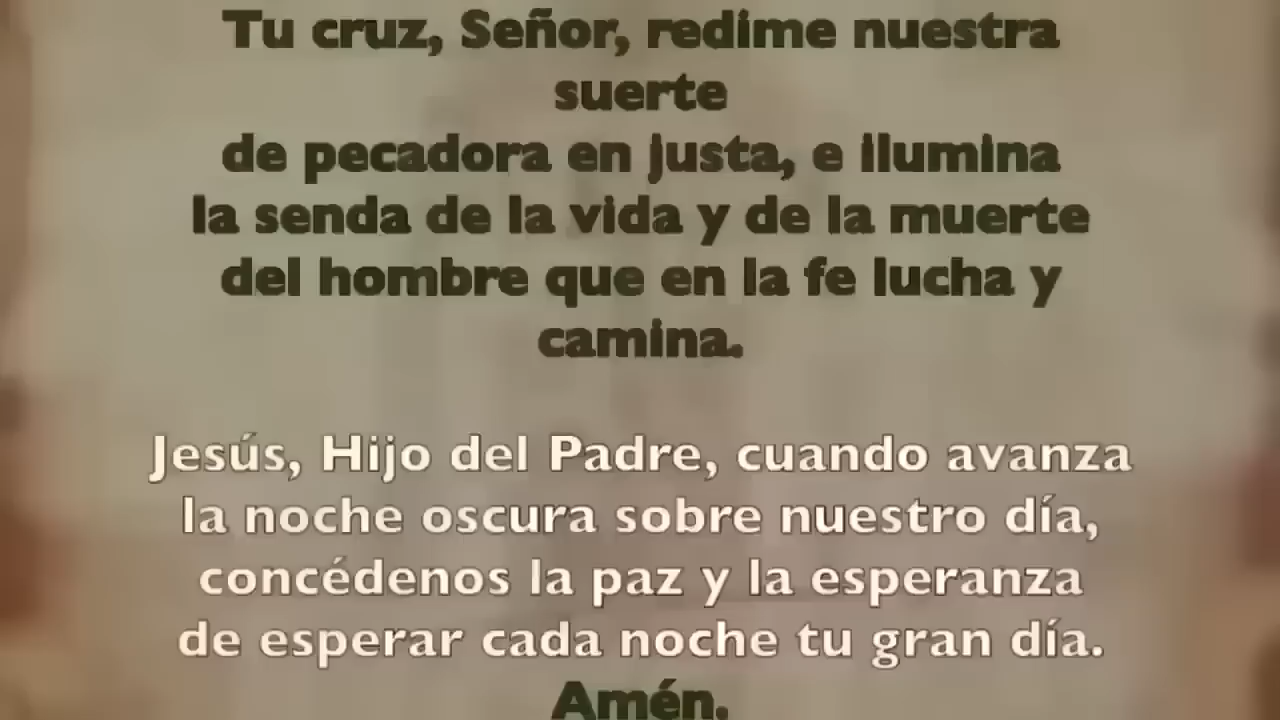 Tu cruz, Señor, redime nuestra
suerte
de pecadora en justa, e ilumina
la senda de la vida y de la muerte
del hombre que en la fe lucha y
camina.
Jesús, Hijo del Padre, cuando avanza
la noche oscura sobre nuestro día,
concédenos la paz y la esperanza
de esperar cada noche tu gran día.
Amén.